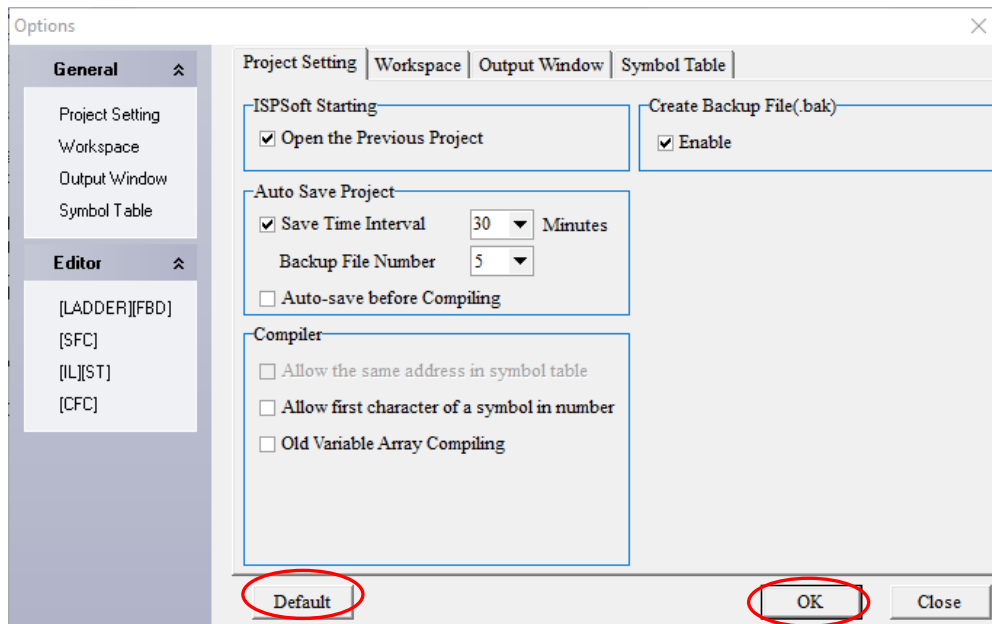 Options
General
Project Setting
Workspace
Output Window
Symbol Table
Editor
[LADDER][FBD]
[SFC]
[IL][ST]
[CFC]
Project Setting Workspace Output Window Symbol Table
ISPSoft Starting
Open the Previous Project
Create Backup File(.bak)
Enable
Auto Save Project
Save Time Interval 30 Minutes
Backup File Number 5
Auto-save before Compiling
Compiler
Allow the same address in symbol table
Allow first character of a symbol in number
Old Variable Array Compiling
Default OK Close